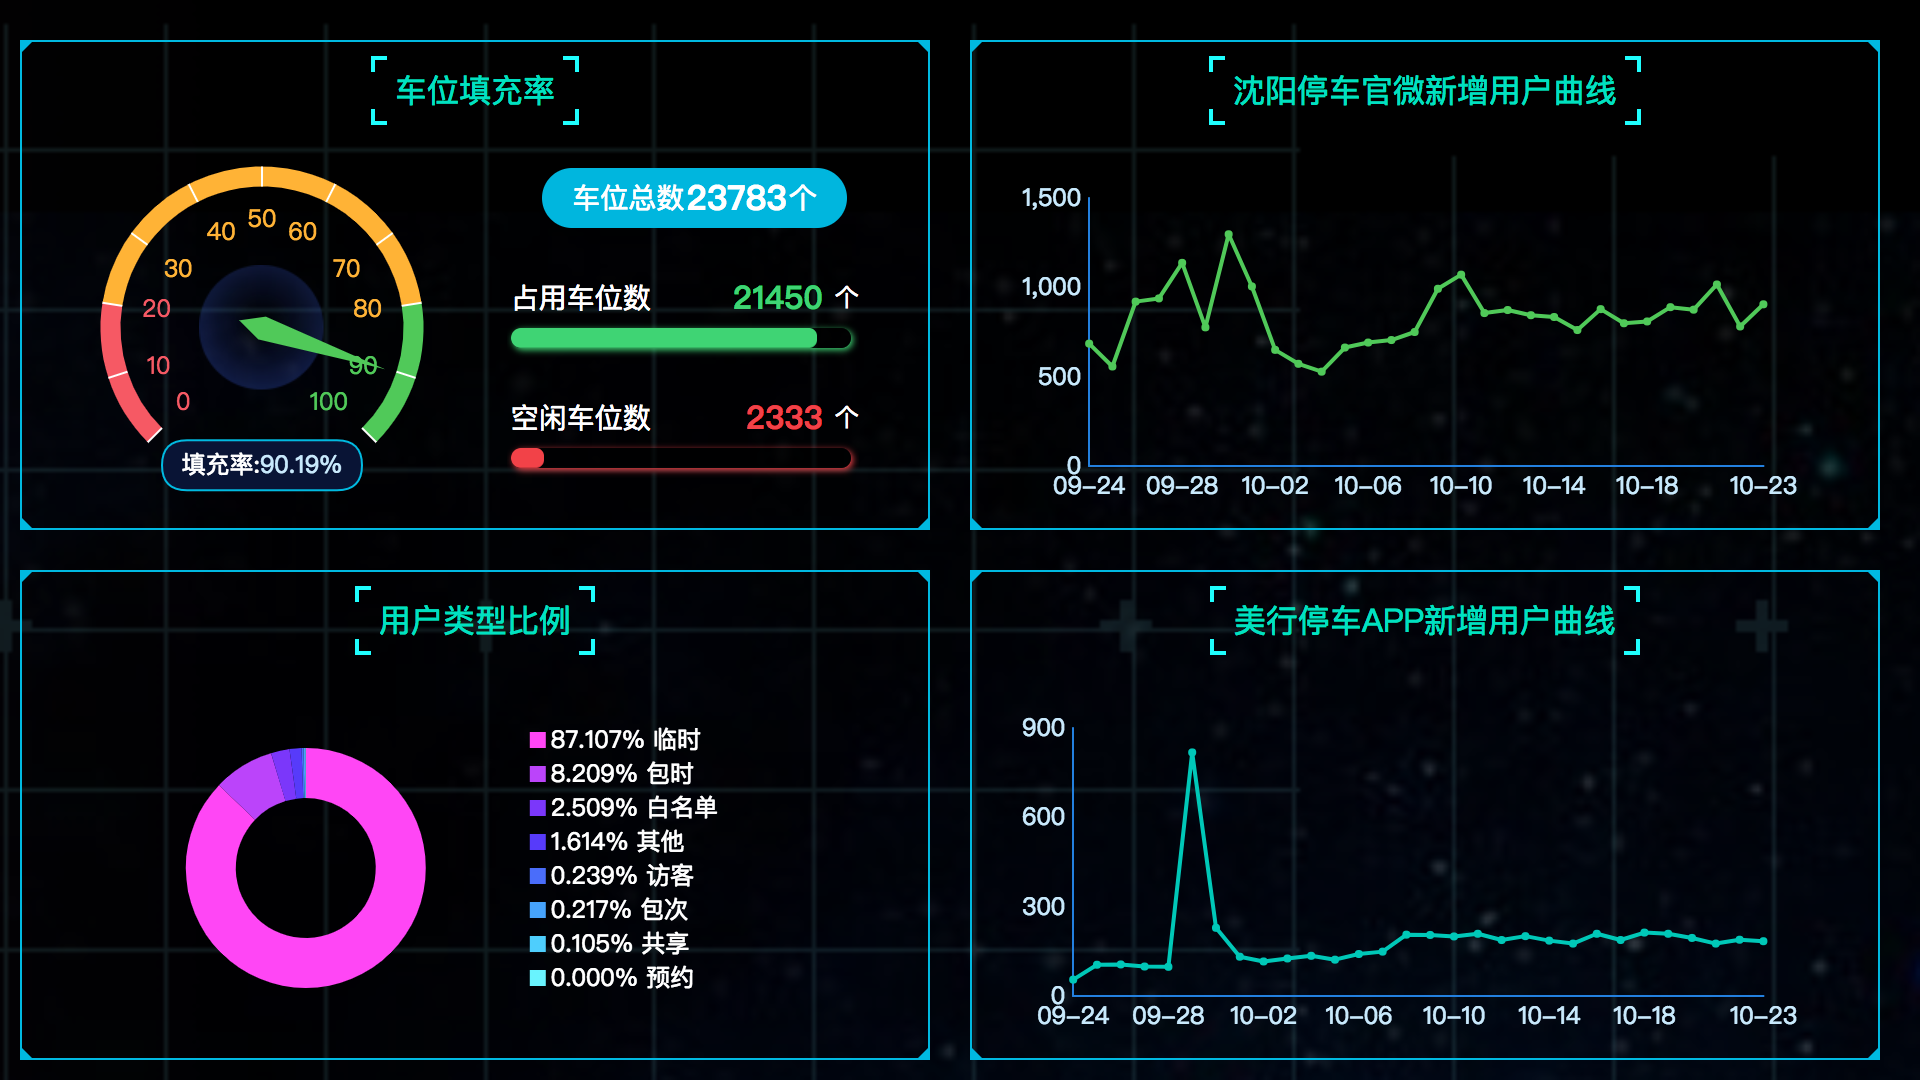 车位填充率
50
40
60
30
70
20
80
10
90
0
100
填充率:90.19%
车位总数23783个
占用车位数 21450 个
空闲车位数 2333 个
沈阳停车官微新增用户曲线
1,500
1,000
500
0
09-24 09-28 10-02 10-06 10-10 10-14 10-18 10-23
用户类型比例
87.107% 临时
8.209% 包时
2.509% 白名单
1.614% 其他
0.239% 访客
0.217% 包次
0.105% 共享
0.000% 预约
美行停车APP新增用户曲线
900
600
300
0
09-24 09-28 10-02 10-06 10-10 10-14 10-18 10-23